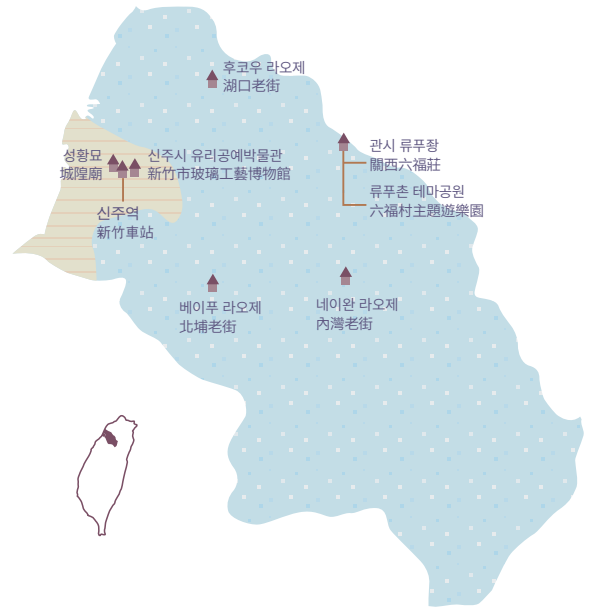 후코우 라오제
湖口老街
성황묘
城隍廟
신주시 유리공예박물관
新竹市玻璃工藝博物館
신주역
新竹車站
관시 류푸좡
關西六福莊
류푸촌 테마공원
六福村主題遊樂園
베이푸 라오제
北埔老街
네이완 라오제
內灣老街